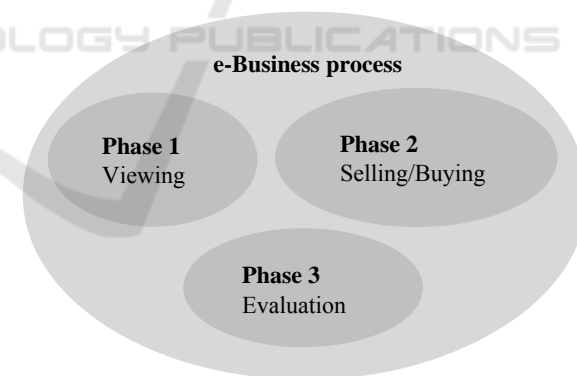 OLOGY PUBLICATIONS
e-Business process
Phase 1
Viewing
Phase 2
Selling/Buying
Phase 3
Evaluation